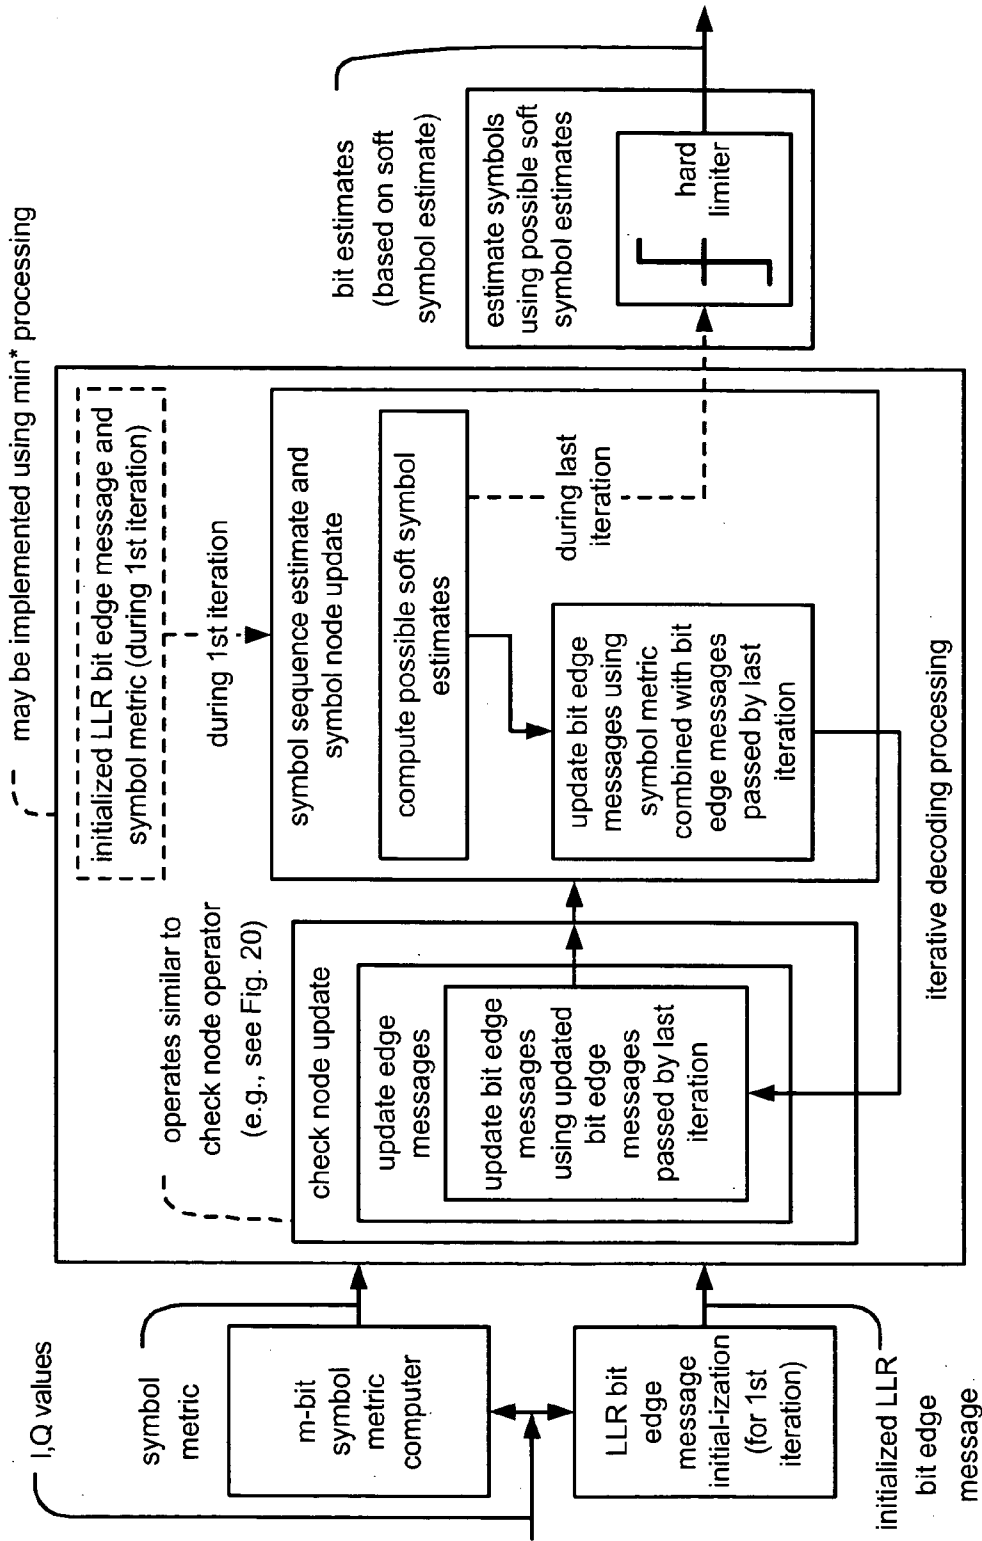 may be implemented using min* processing
I,Q values
symbol
metric
m-bit
symbol
metric
computer
LLR bit
edge
message
initial-ization
(for 1st
iteration)
initialized LLR
bit edge
message
operates similar to
check node operator
(e.g., see Fig. 20)
check node update
update edge
messages
update bit edge
messages
using updated
bit edge
messages
passed by last
iteration
initialized LLR bit edge message and
symbol metric (during 1st iteration)
during 1st iteration
symbol sequence estimate and
symbol node update
compute possible soft symbol
estimates
update bit edge
messages using
symbol metric
combined with bit
edge messages
passed by last
iteration
during last
iteration
iterative decoding processing
bit estimates
(based on soft
symbol estimate)
estimate symbols
using possible soft
symbol estimates
hard
limiter